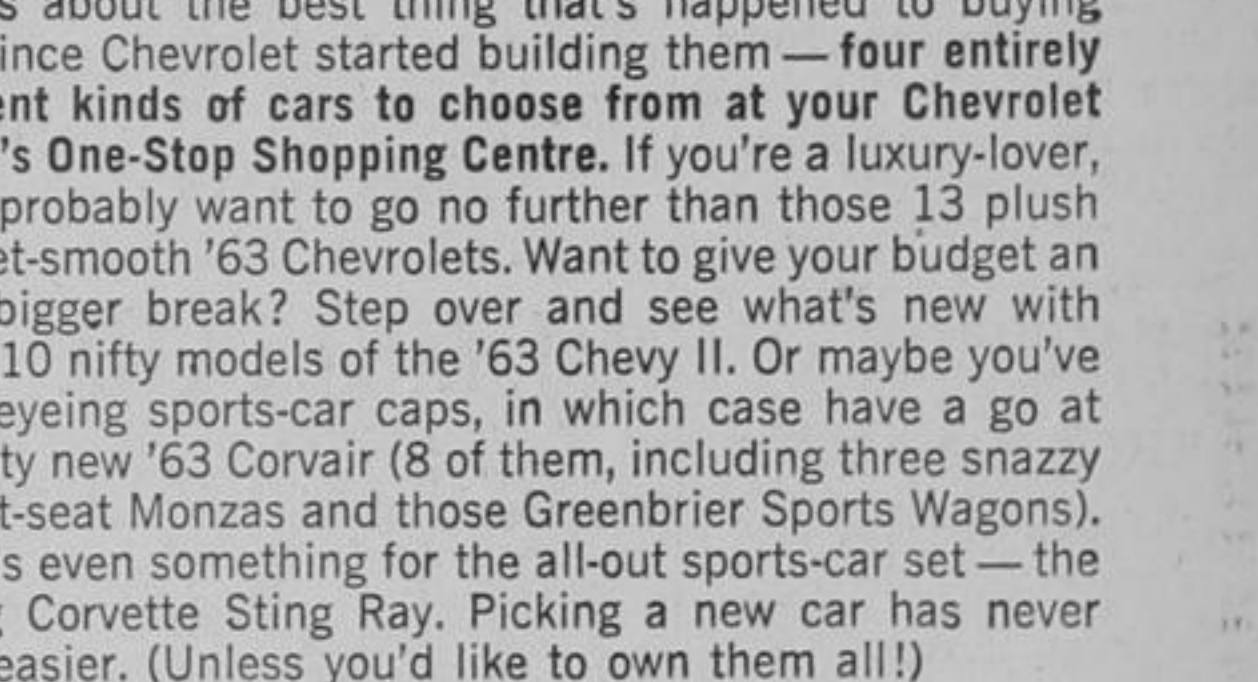 s about the best thing that's happened to buying
ince Chevrolet started building them — four entirely
ent kinds of cars to choose from at your Chevrolet
's One-Stop Shopping Centre. If you're a luxury-lover,
probably want to go no further than those 13 plush
et-smooth '63 Chevrolets. Want to give your budget an
bigger break? Step over and see what's new with
10 nifty models of the '63 Chevy II. Or maybe you've
eyeing sports-car caps, in which case have a go at
ty new '63 Corvair (8 of them, including three snazzy
t-seat Monzas and those Greenbrier Sports Wagons).
s even something for the all-out sports-car set — the
g Corvette Sting Ray. Picking a new car has never
easier. (Unless you'd like to own them all!)